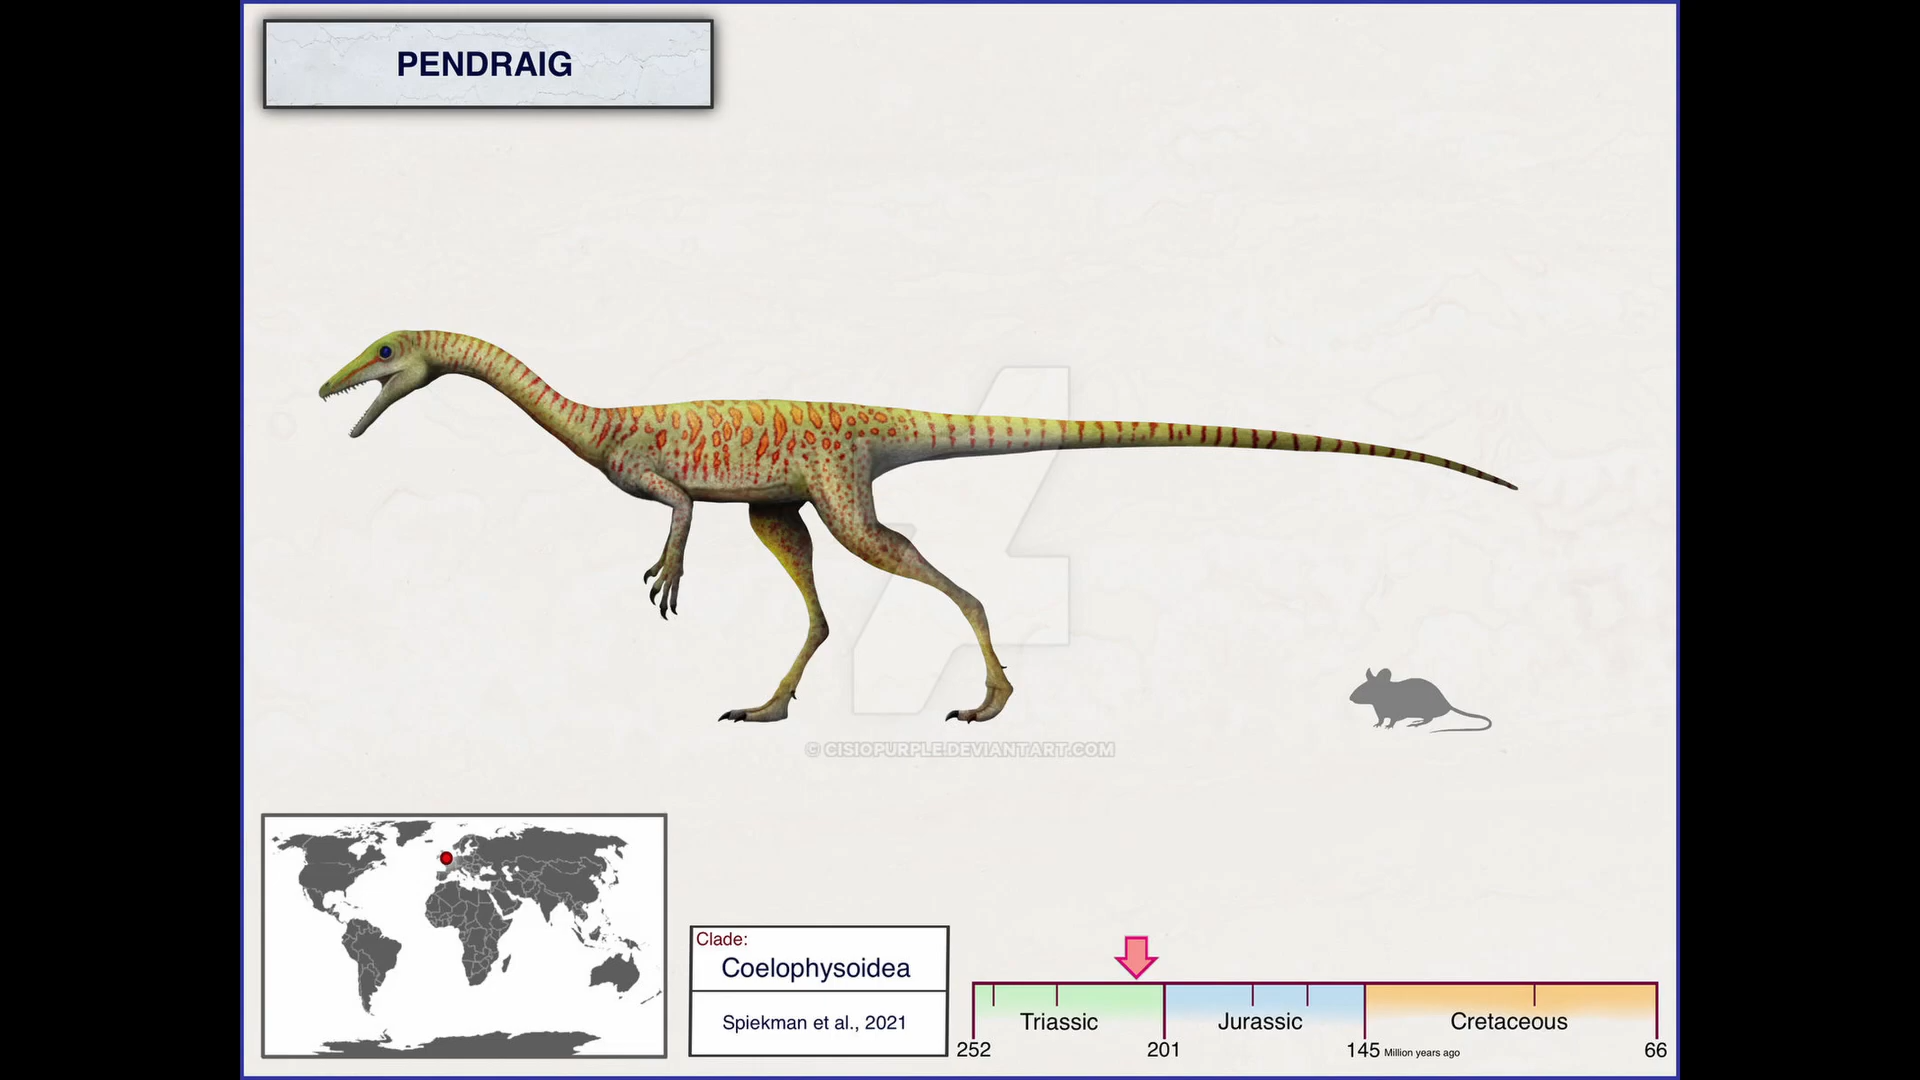 PENDRAIG
© CISIOPURPLE.DEVIANTART.COM
Clade:
Coelophysoidea
Spiekman et al., 2021
Triassic
Jurassic
Cretaceous
252
201
145
Million years ago
66